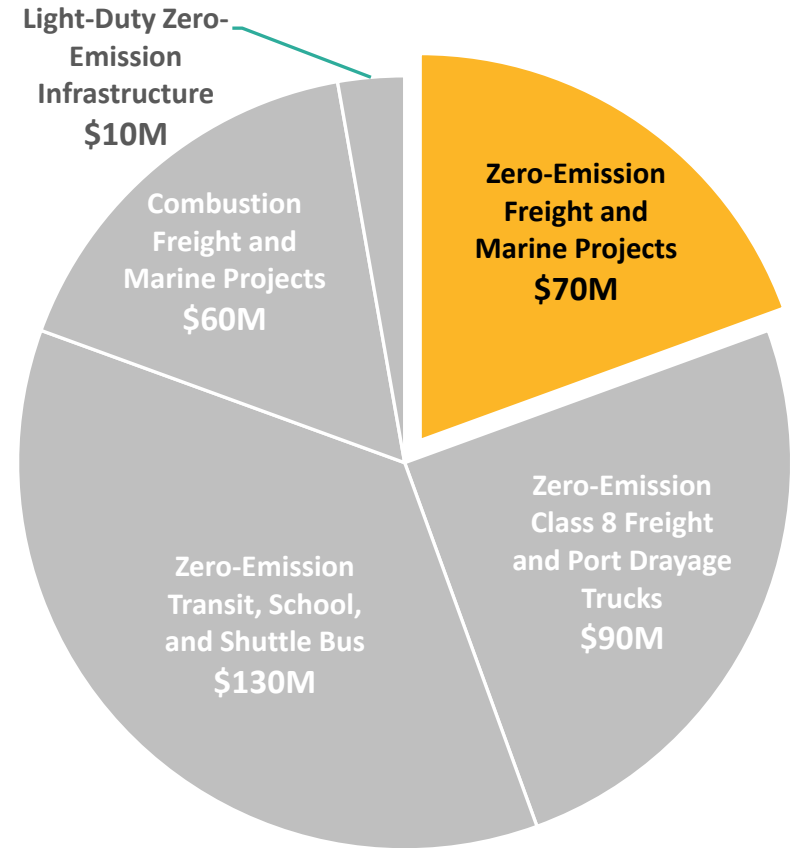 Light-Duty Zero-
Emission
Infrastructure
$10M
Zero-Emission
Freight and
Marine Projects
$70M
Combustion
Freight and
Marine Projects
$60M
Zero-Emission
Class 8 Freight
and Port Drayage
Trucks
$90M
Zero-Emission
Transit, School,
and Shuttle Bus
$130M